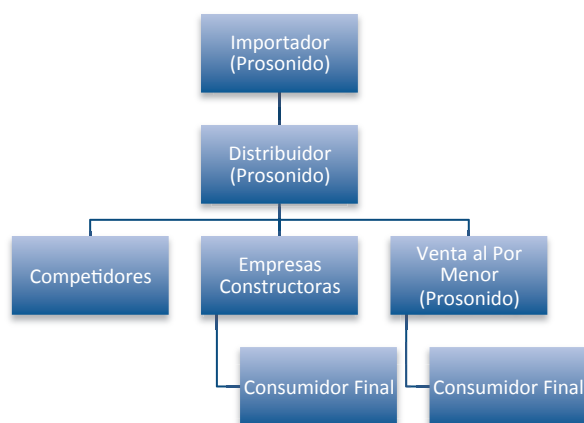 Importador
(Prosonido)
Distribuidor
(Prosonido)
Competidores
Empresas
Constructoras
Venta al Por
Menor
(Prosonido)
Consumidor Final
Consumidor Final